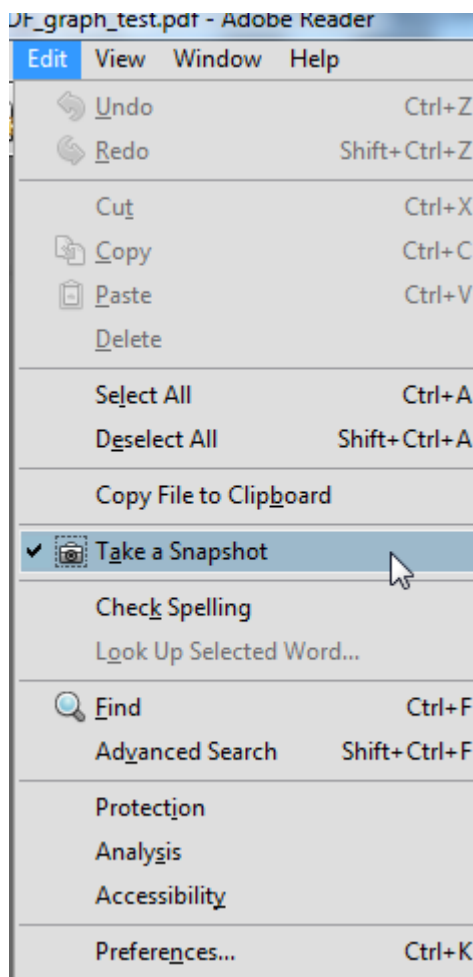 DF_graph_test.pdf - Adobe Reader
Edit View Window Help
Undo Ctrl+Z
Redo Shift+Ctrl+Z
Cut Ctrl+X
Copy Ctrl+C
Paste Ctrl+V
Delete
Select All Ctrl+A
Deselect All Shift+Ctrl+A
Copy File to Clipboard
Take a Snapshot
Check Spelling
Look Up Selected Word...
Find Ctrl+F
Advanced Search Shift+Ctrl+F
Protection
Analysis
Accessibility
Preferences... Ctrl+K